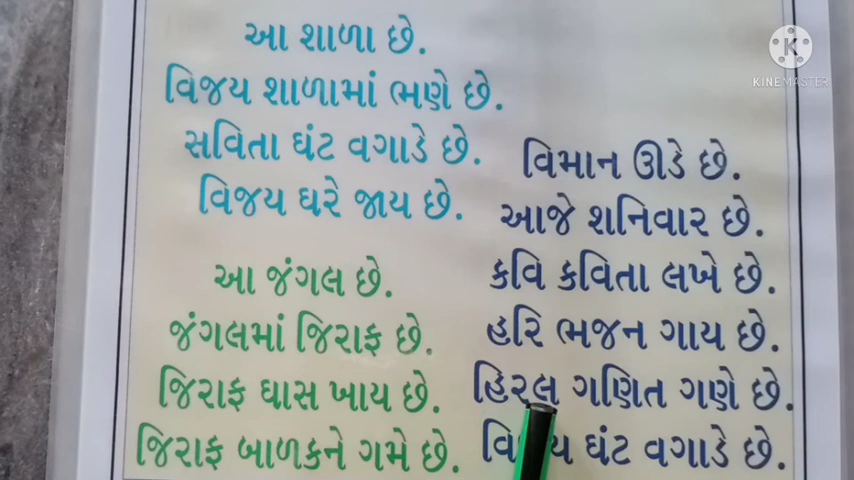 આ શાળા છે.
વિજય શાળામાં ભણે છે.
સવિતા ઘંટ વગાડે છે.
વિજય ઘરે જાય છે.
આ જંગલ છે.
જંગલમાં જિરાફ છે.
જિરાફ ઘાસ ખાય છે.
જિરાફ બાળકને ગમે છે.
વિમાન ઊડે છે.
આજે શનિવાર છે.
કવિ કવિતા લખે છે.
હરિ ભજન ગાય છે.
હિરલ ગણિત ગણે છે.
ઘંટ વગાડે છે.
KINEMASTER